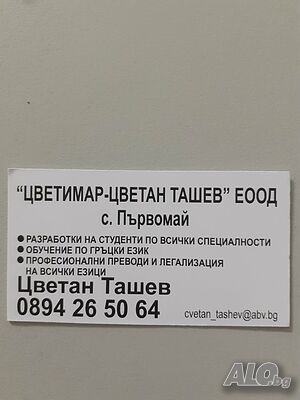 “ЦВЕТИМАР-ЦВЕТАН ТАШЕВ” ЕООД
с. Първомай
● РАЗРАБОТКИ НА СТУДЕНТИ ПО ВСИЧКИ СПЕЦИАЛНОСТИ
● ОБУЧЕНИЕ ПО ГРЪЦКИ ЕЗИК
● ПРОФЕСИОНАЛНИ ПРЕВОДИ И ЛЕГАЛИЗАЦИЯ
НА ВСИЧКИ ЕЗИЦИ
Цветан Ташев
0894 26 50 64
cvetan_tashev@abv.bg
ALO.bg